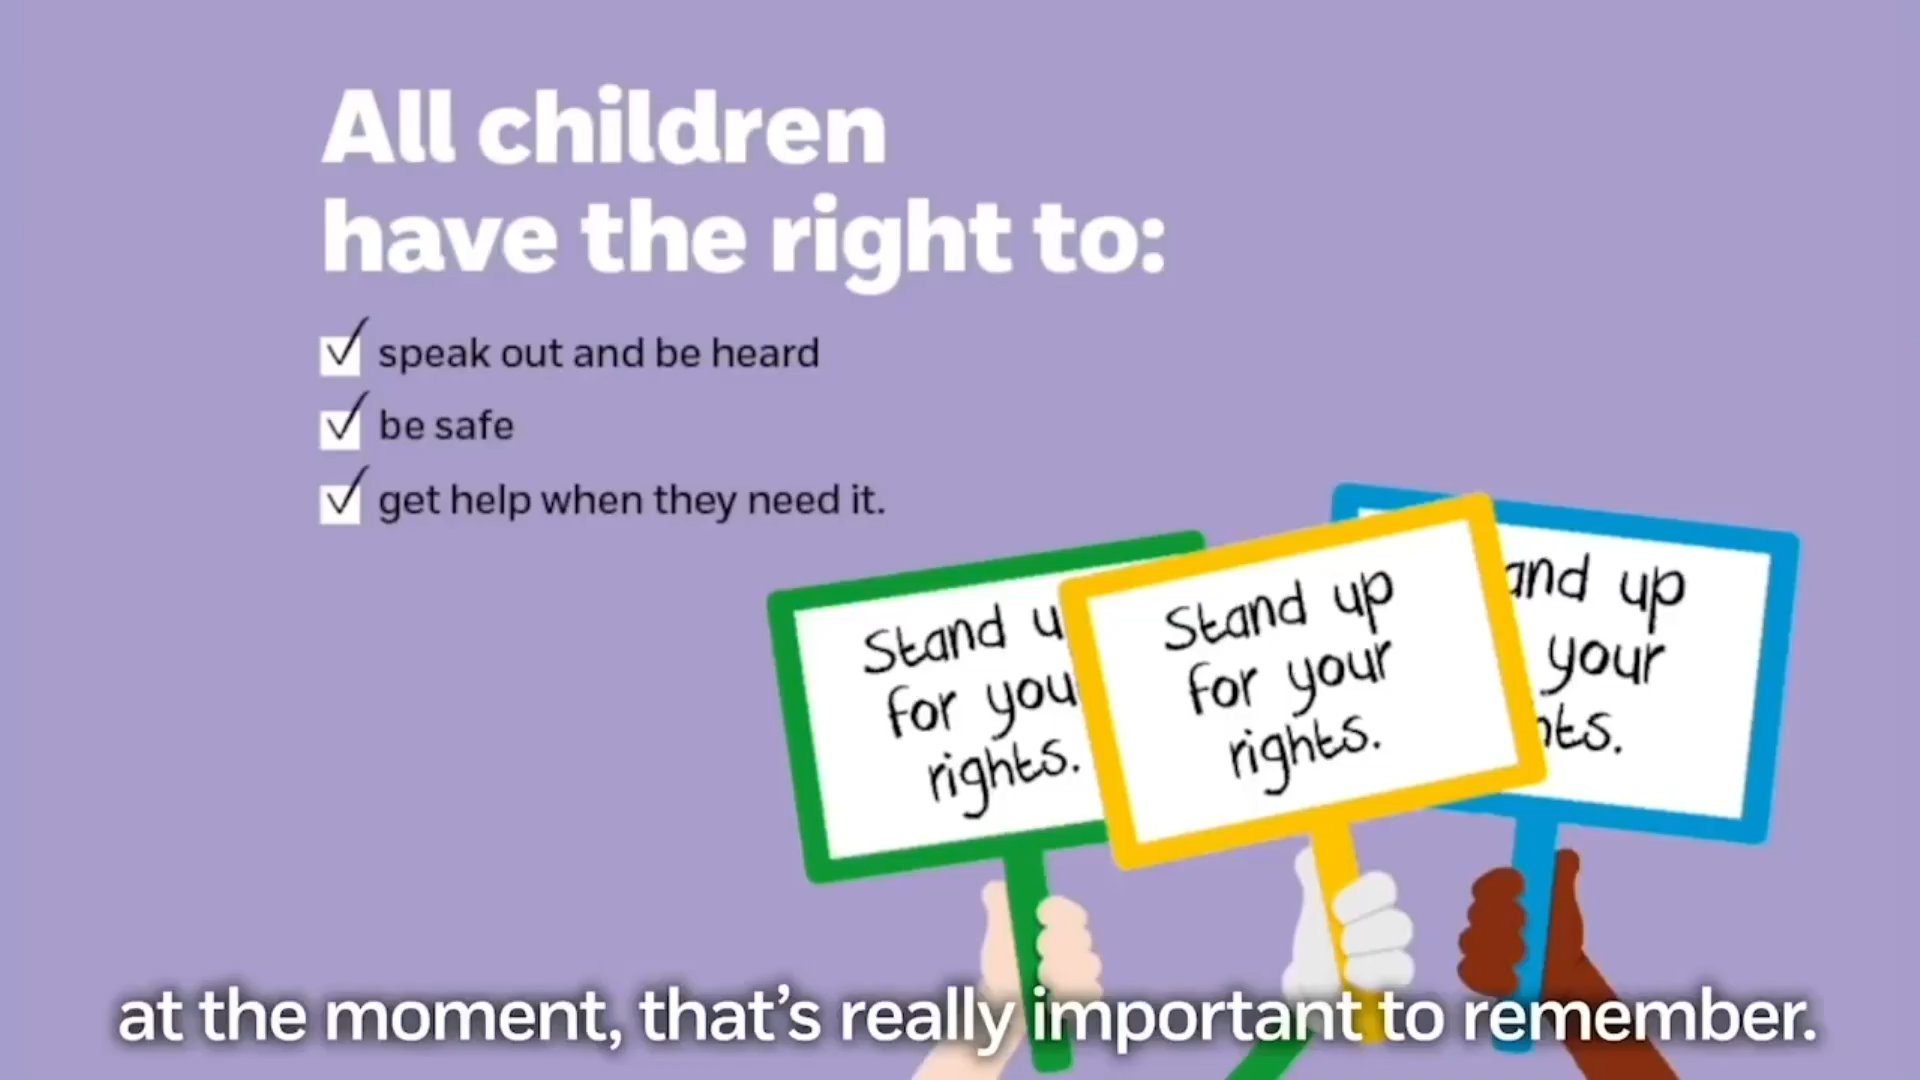 All children
have the right to:
speak out and be heard
be safe
get help when they need it.
Stand u
for you
rights.
Stand up
for your
rights.
and up
your
hts.
at the moment, that's really important to remember.